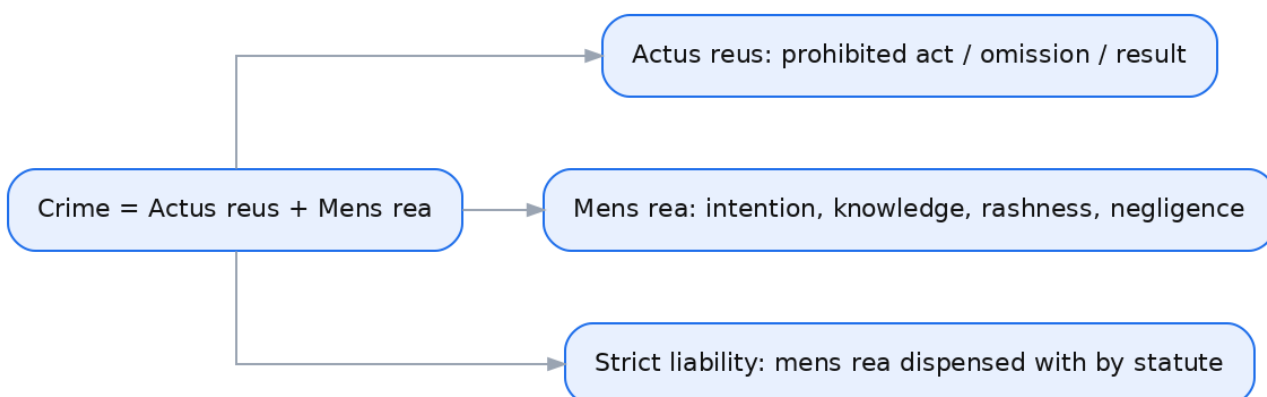 Actus reus: prohibited act / omission / result
Crime = Actus reus + Mens rea
Mens rea: intention, knowledge, rashness, negligence
Strict liability: mens rea dispensed with by statute